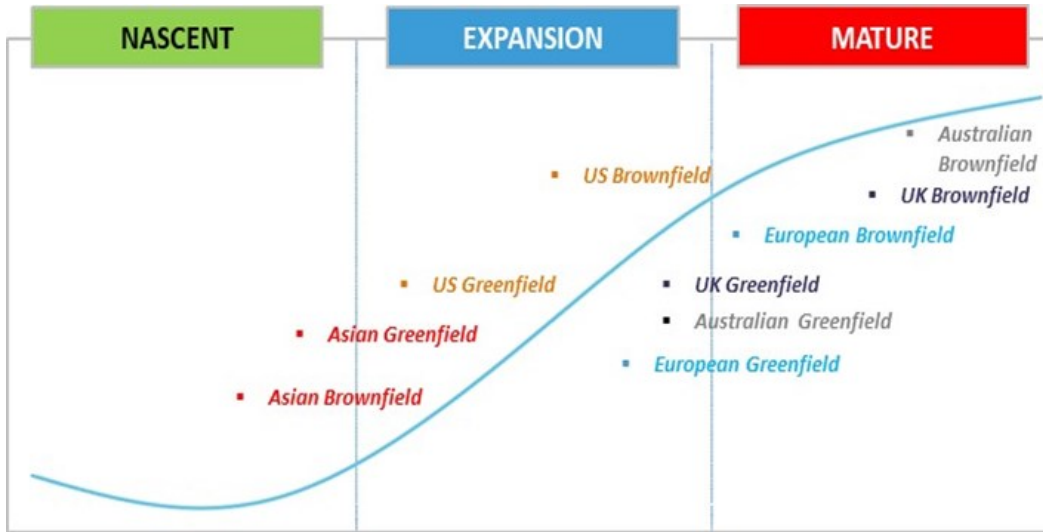 NASCENT
EXPANSION
MATURE
Australian
Brownfield
US Brownfield
UK Brownfield
European Brownfield
US Greenfield
UK Greenfield
Australian Greenfield
Asian Greenfield
European Greenfield
Asian Brownfield